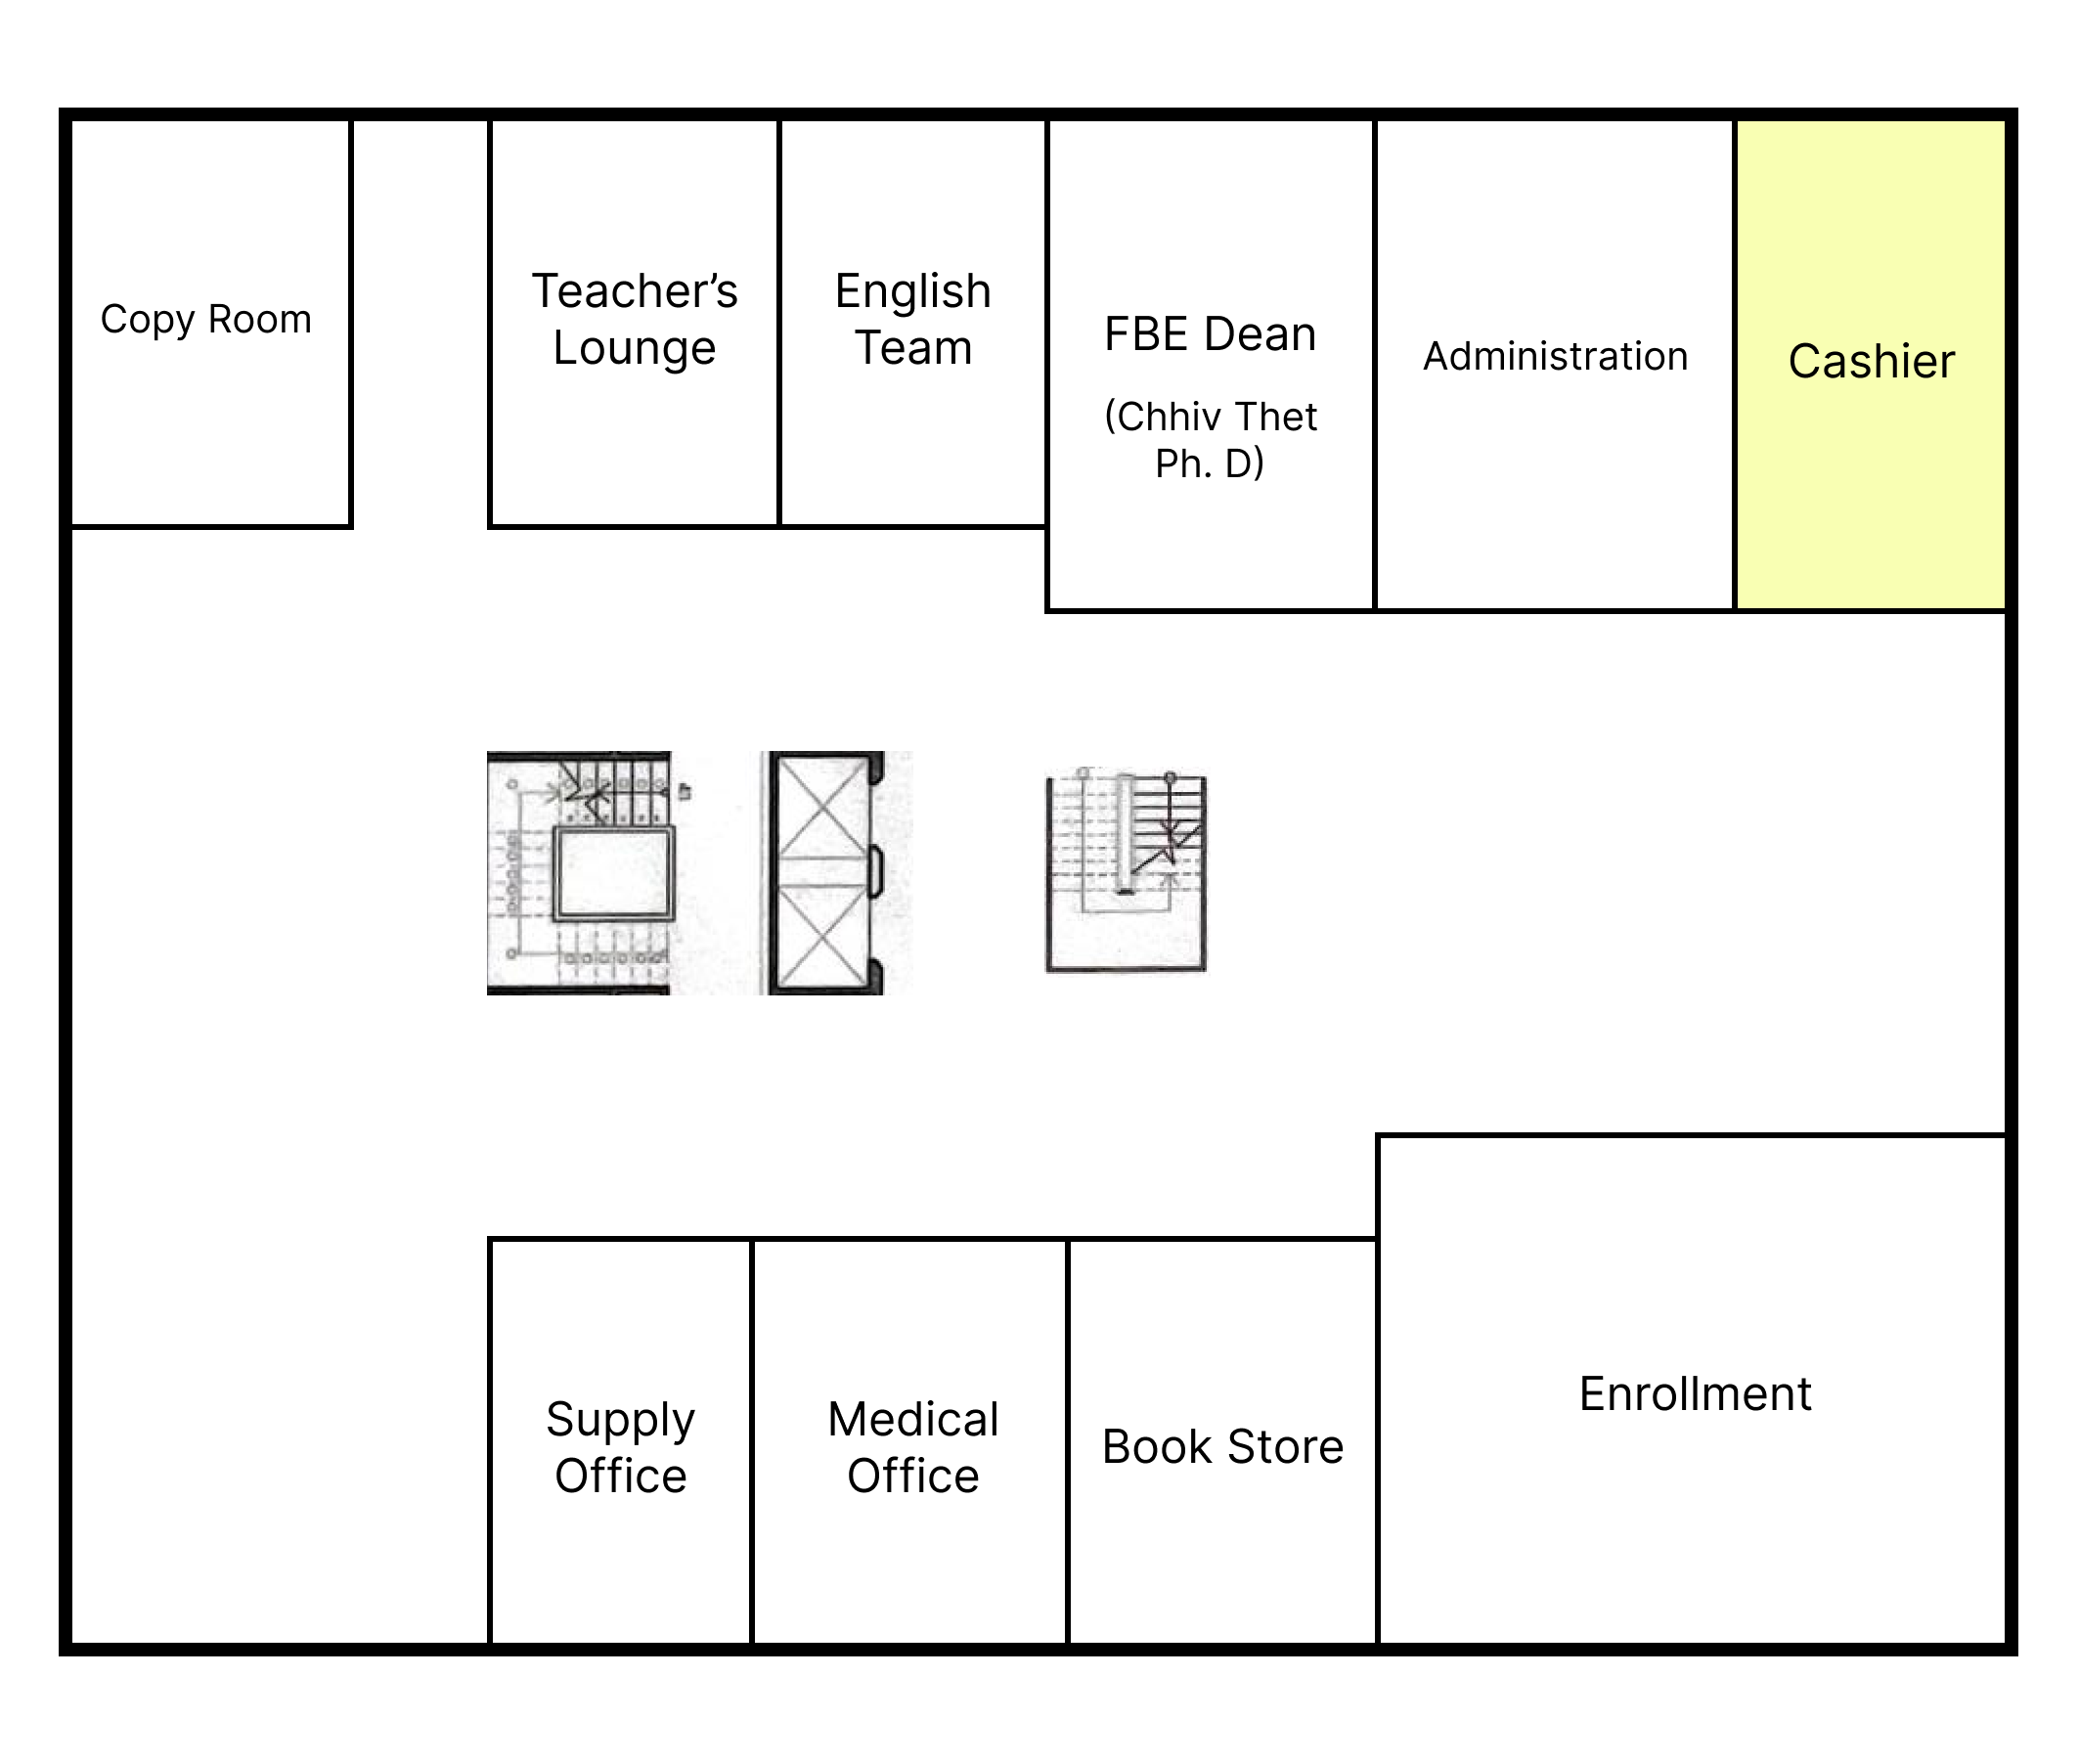 Copy Room
Teacher’s
Lounge
English
Team
FBE Dean
(Chhiv Thet
Ph. D)
Administration
Cashier
Supply
Office
Medical
Office
Book Store
Enrollment